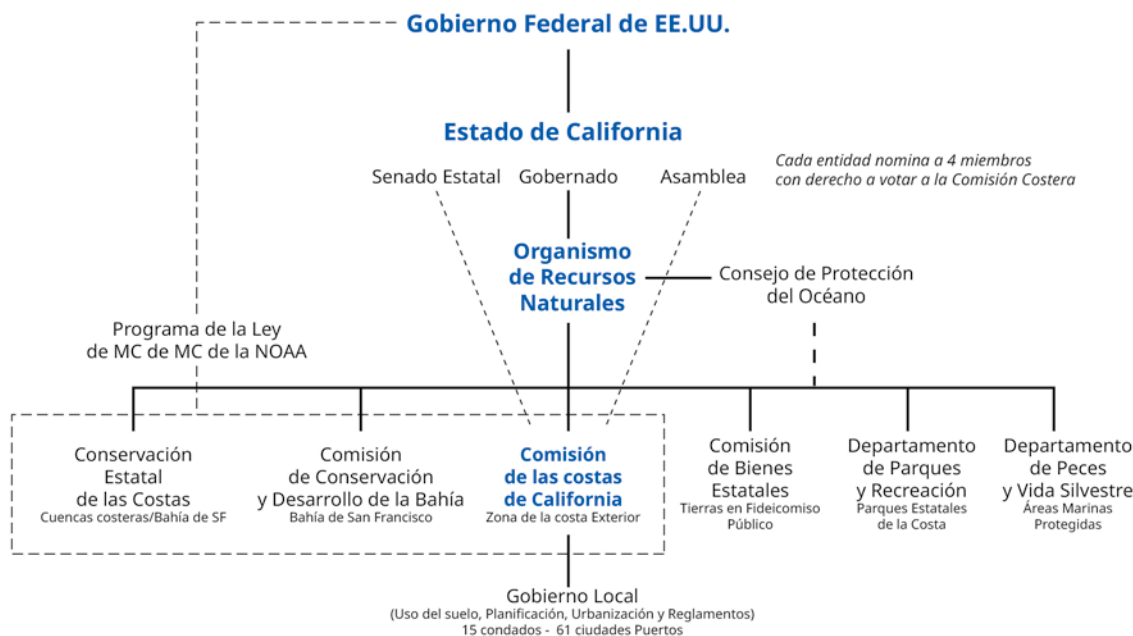 Gobierno Federal de EE.UU.
Estado de California
Senado Estatal
Gobernado
Asamblea
Cada entidad nomina a 4 miembros
con derecho a votar a la Comisión Costera
Organismo
de Recursos
Naturales
Consejo de Protección
del Océano
Programa de la Ley
de MC de MC de la NOAA
Conservación
Estatal
de las Costas
Cuencas costeras/Bahía de SF
Comisión
de Conservación
y Desarrollo de la Bahía
Bahía de San Francisco
Comisión
de las costas
de California
Zona de la costa Exterior
Comisión
de Bienes
Estatales
Tierras en Fideicomiso
Público
Departamento
de Parques
y Recreación
Parques Estatales
de la Costa
Departamento
de Peces
y Vida Silvestre
Áreas Marinas
Protegidas
Gobierno Local
(Uso del suelo, Planificación, Urbanización y Reglamentos)
15 condados - 61 ciudades Puertos